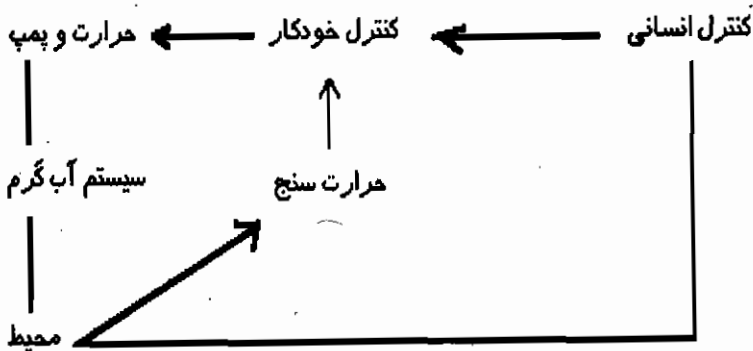 کنترل انسانی
کنترل خودکار
حرارت و پمپ
حرارت سنج
سیستم آب گرم
محیط